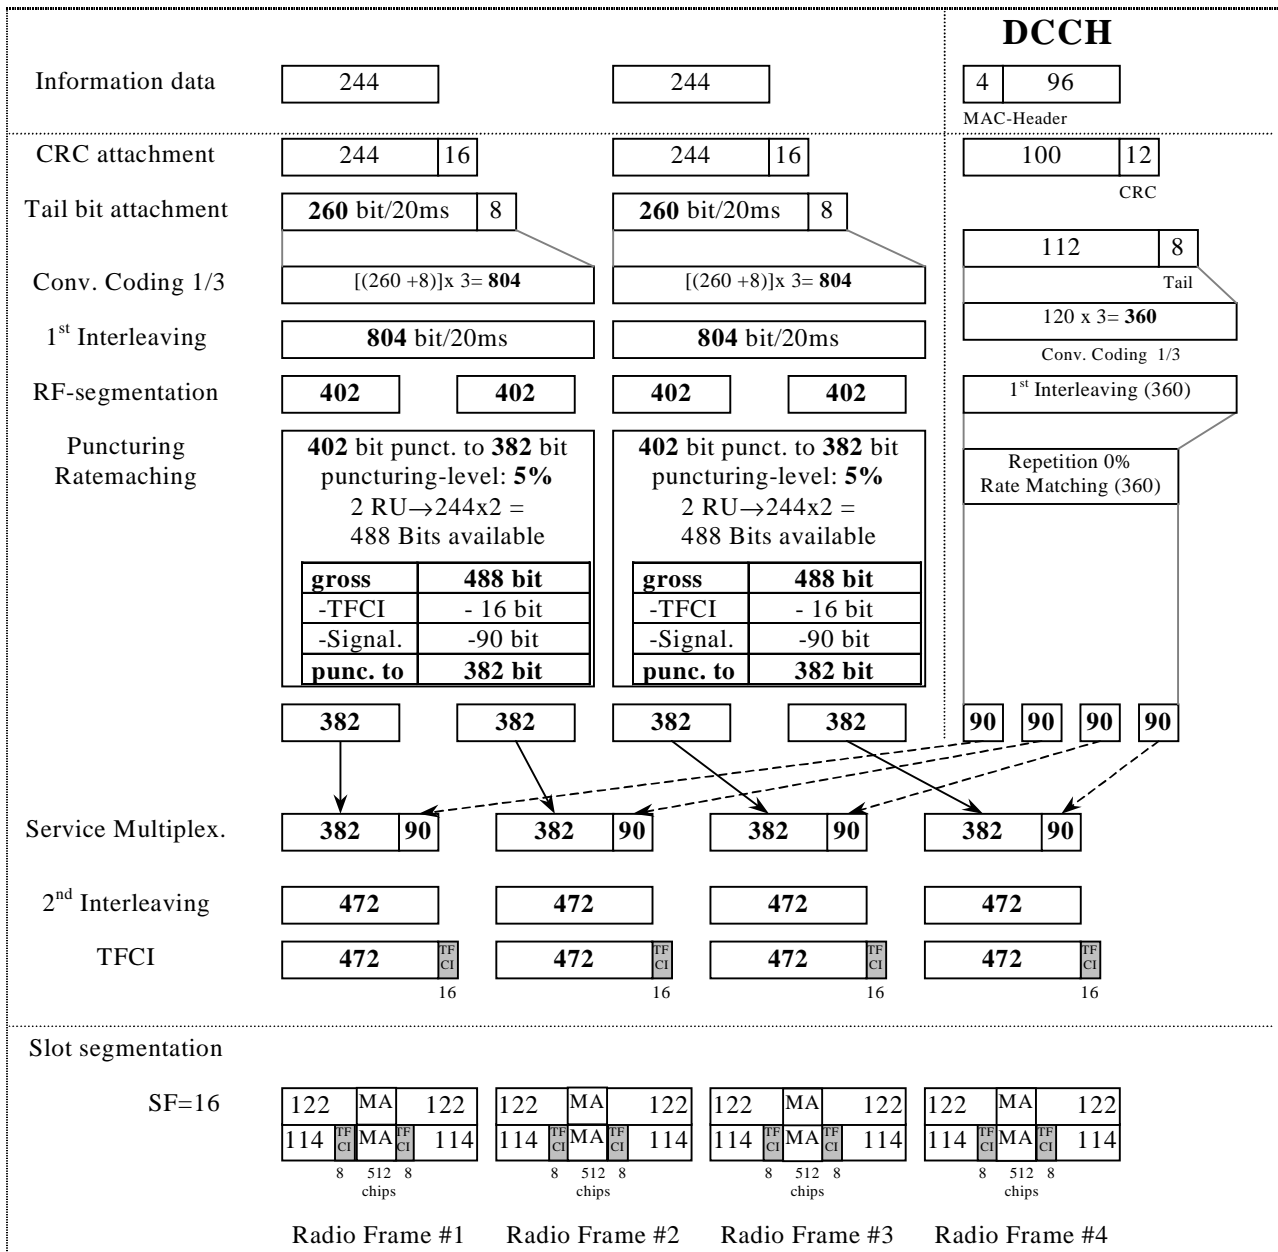 DCCH
Information data 244 244 4 96
MAC-Header
CRC attachment 244 16 244 16 100 12
CRC
Tail bit attachment 260 bit/20ms 8 260 bit/20ms 8
112 8
Tail
Conv. Coding 1/3 [(260 +8)]x 3= 804 [(260 +8)]x 3= 804
120 x 3= 360
Conv. Coding 1/3
1st Interleaving 804 bit/20ms 804 bit/20ms
RF-segmentation 402 402 402 402
1st Interleaving (360)
Puncturing
Ratemaching
402 bit punct. to 382 bit
puncturing-level: 5%
2 RU→244x2 =
488 Bits available
gross 488 bit
-TFCI - 16 bit
-Signal. -90 bit
punc. to 382 bit
402 bit punct. to 382 bit
puncturing-level: 5%
2 RU→244x2 =
488 Bits available
gross 488 bit
-TFCI - 16 bit
-Signal. -90 bit
punc. to 382 bit
Repetition 0%
Rate Matching (360)
382 382 382 382 90 90 90 90
Service Multiplex. 382 90 382 90 382 90 382 90
2nd Interleaving 472 472 472 472
TFCI 472 TF CI 472 TF CI 472 TF CI 472 TF CI
16 16 16 16
Slot segmentation
SF=16 122 MA 122 122 MA 122 122 MA 122 122 MA 122
114 TF CI MA TF CI 114 114 TF CI MA TF CI 114 114 TF CI MA TF CI 114 114 TF CI MA TF CI 114
8 512 8 8 512 8 8 512 8 8 512 8
chips chips chips chips
Radio Frame #1 Radio Frame #2 Radio Frame #3 Radio Frame #4